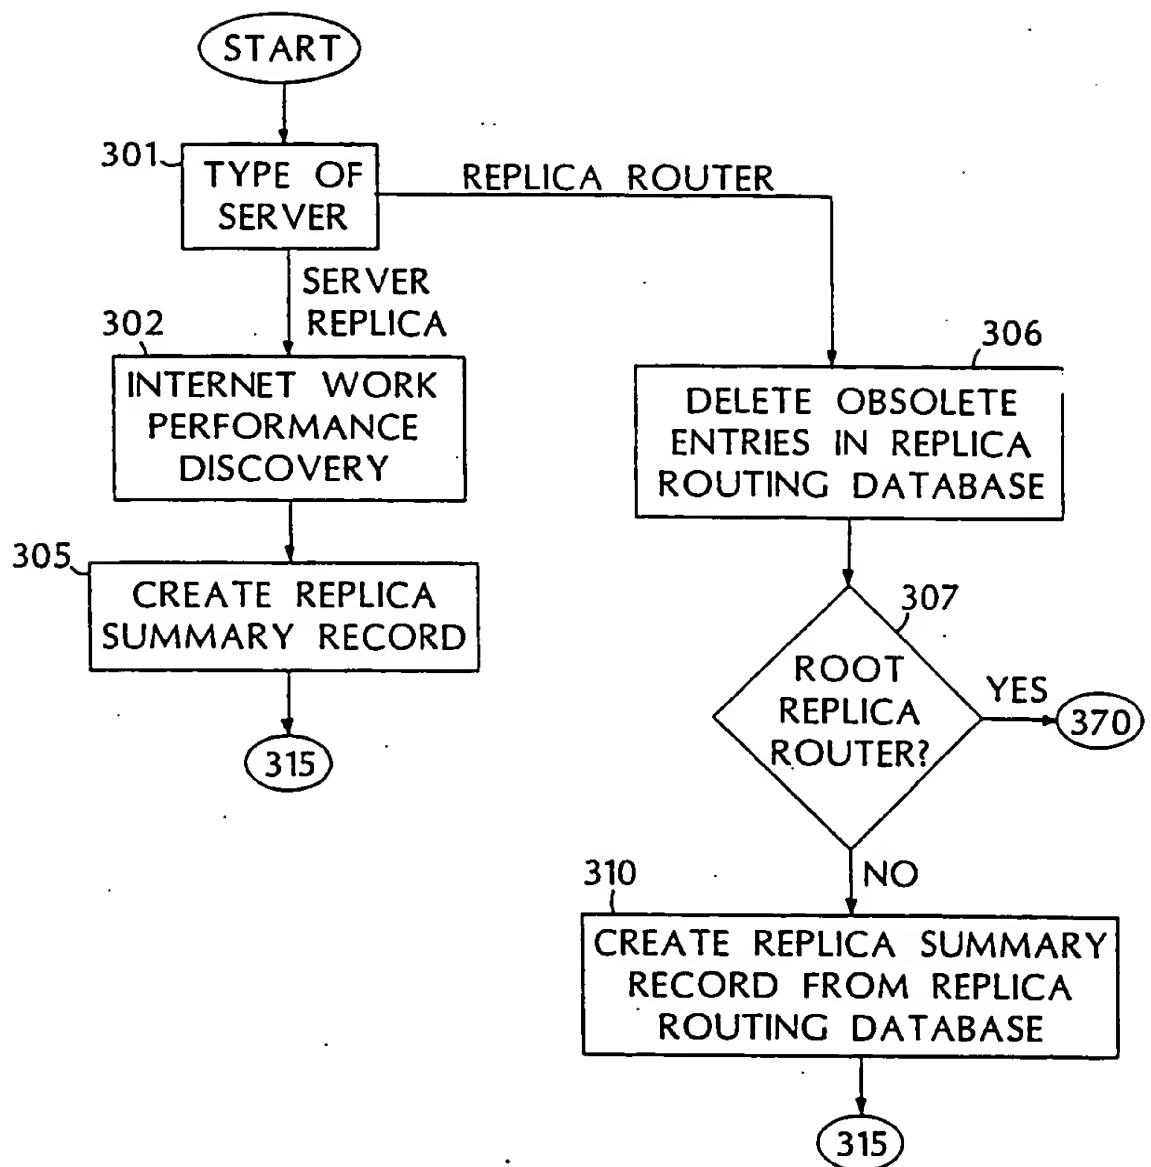 START
301
TYPE OF
SERVER
REPLICA ROUTER
SERVER
REPLICA
302
INTERNET WORK
PERFORMANCE
DISCOVERY
305
CREATE REPLICA
SUMMARY RECORD
315
306
DELETE OBSOLETE
ENTRIES IN REPLICA
ROUTING DATABASE
307
ROOT
REPLICA
ROUTER?
YES
370
NO
310
CREATE REPLICA SUMMARY
RECORD FROM REPLICA
ROUTING DATABASE
315